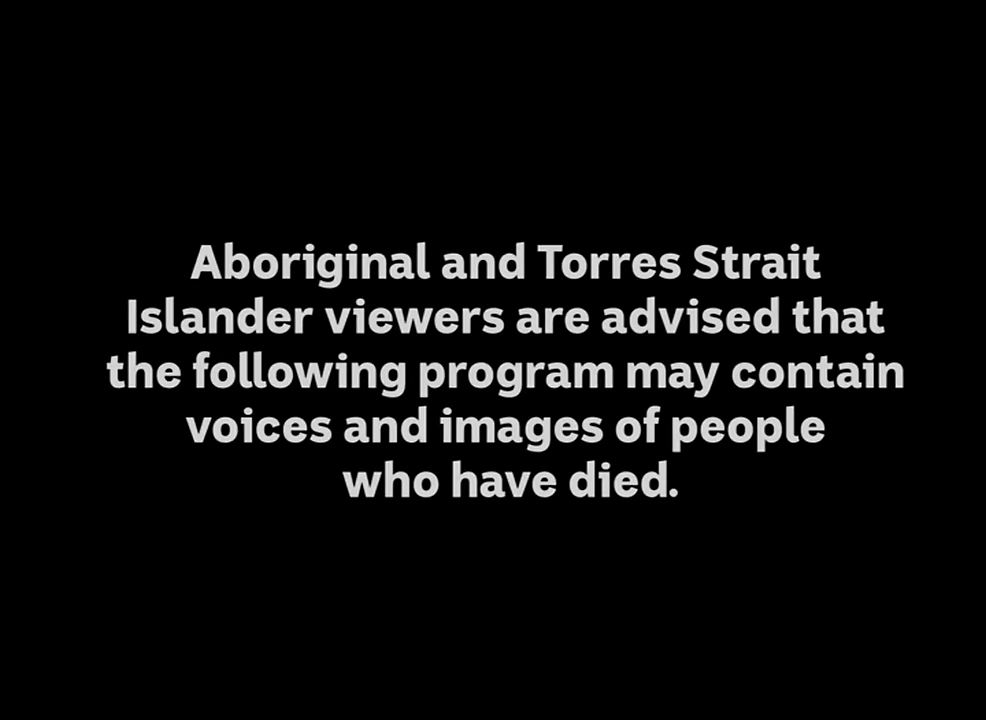 Aboriginal and Torres Strait
Islander viewers are advised that
the following program may contain
voices and images of people
who have died.